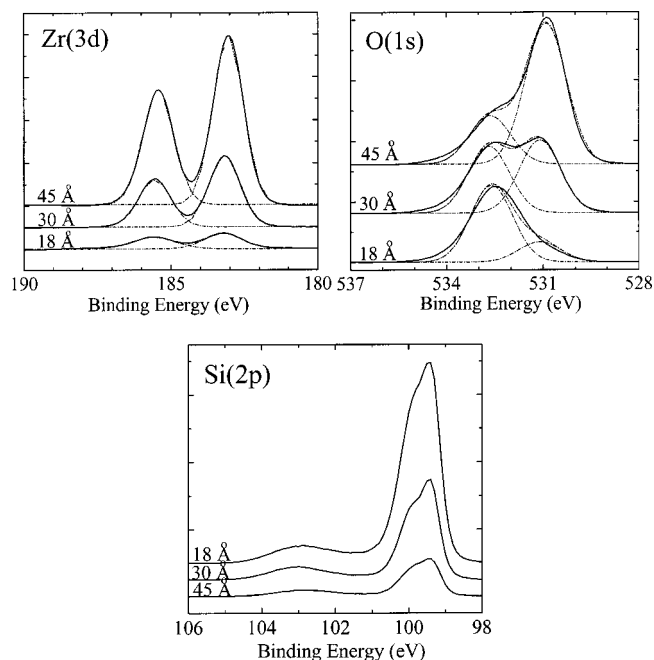 Zr(3d)
45 Å
30 Å
18 Å
190 185 180
Binding Energy (eV)
O(1s)
45 Å
30 Å
18 Å
537 534 531 528
Binding Energy (eV)
Si(2p)
18 Å
30 Å
45 Å
106 104 102 100 98
Binding Energy (eV)